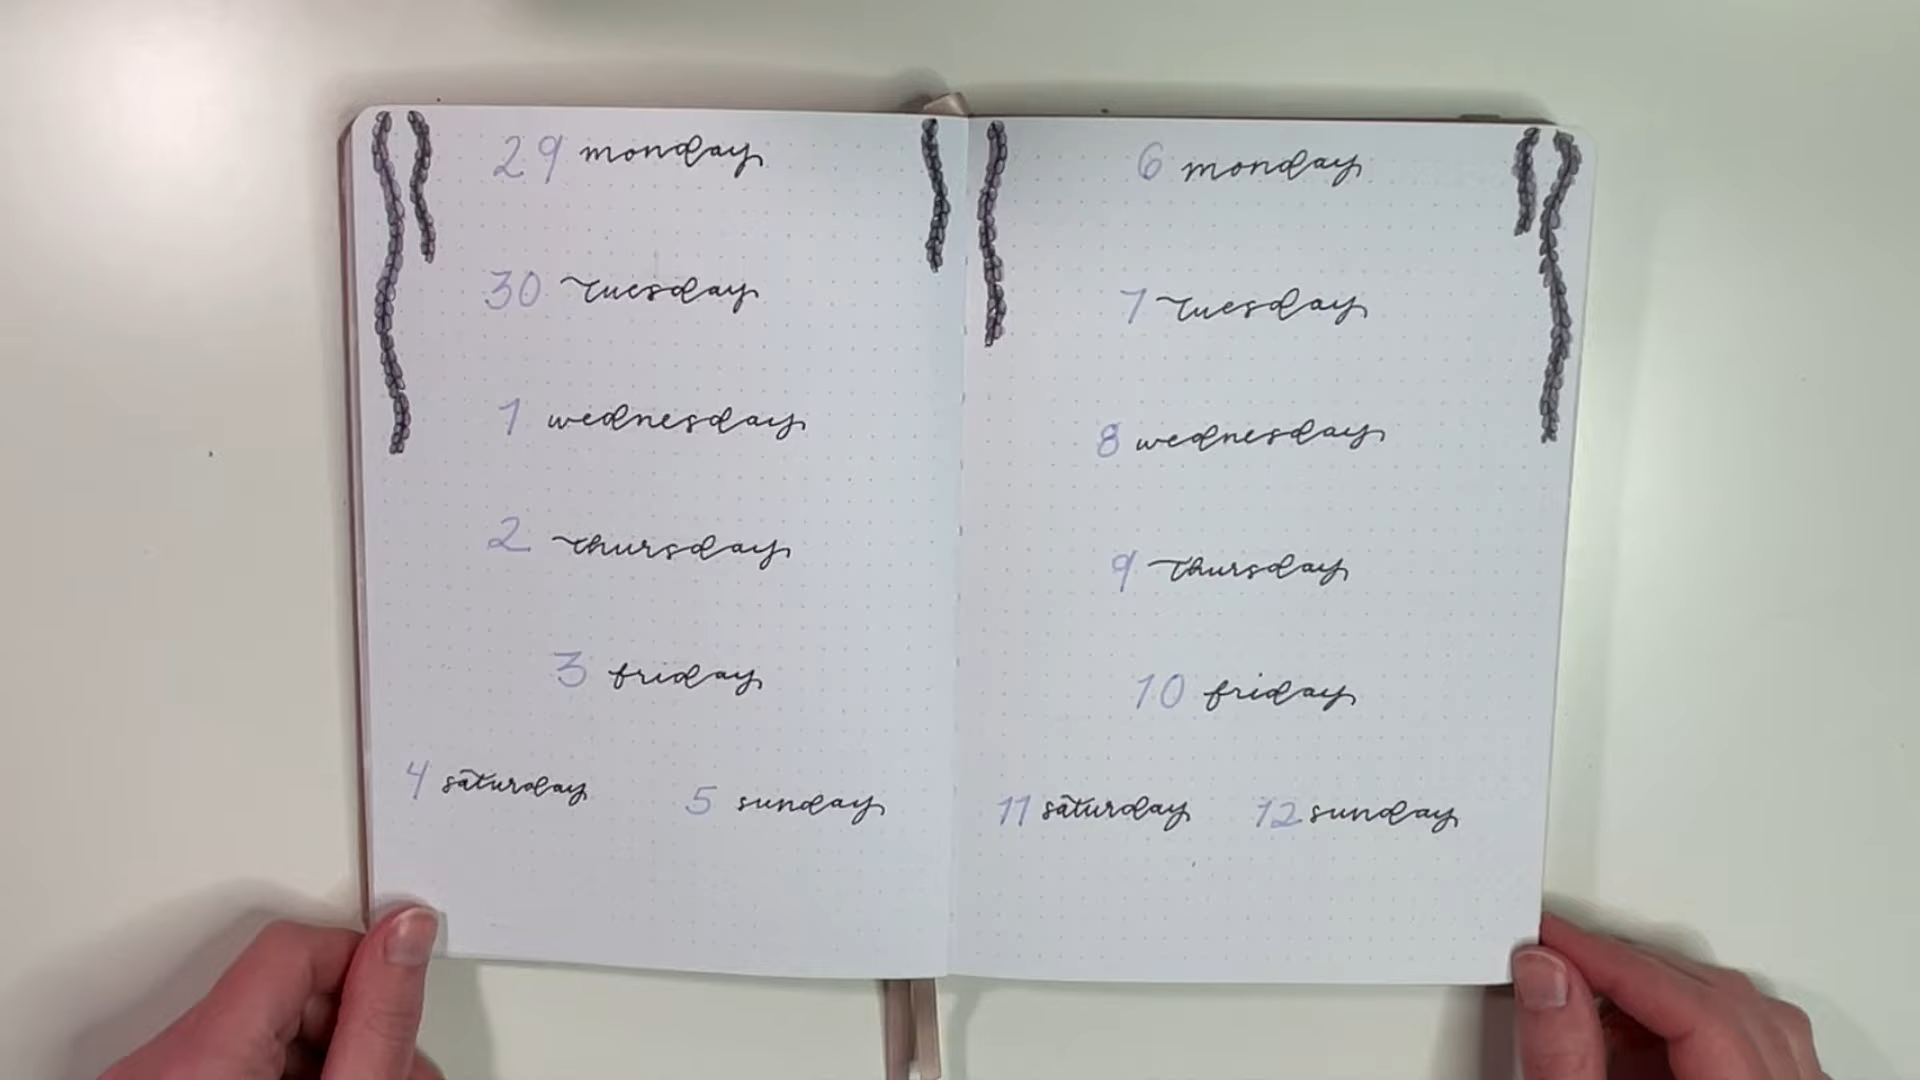 29 monday
30 tuesday
1 wednesday
2 thursday
3 friday
4 saturday
5 sunday
6 monday
7 tuesday
8 wednesday
9 thursday
10 friday
11 saturday
12 sunday